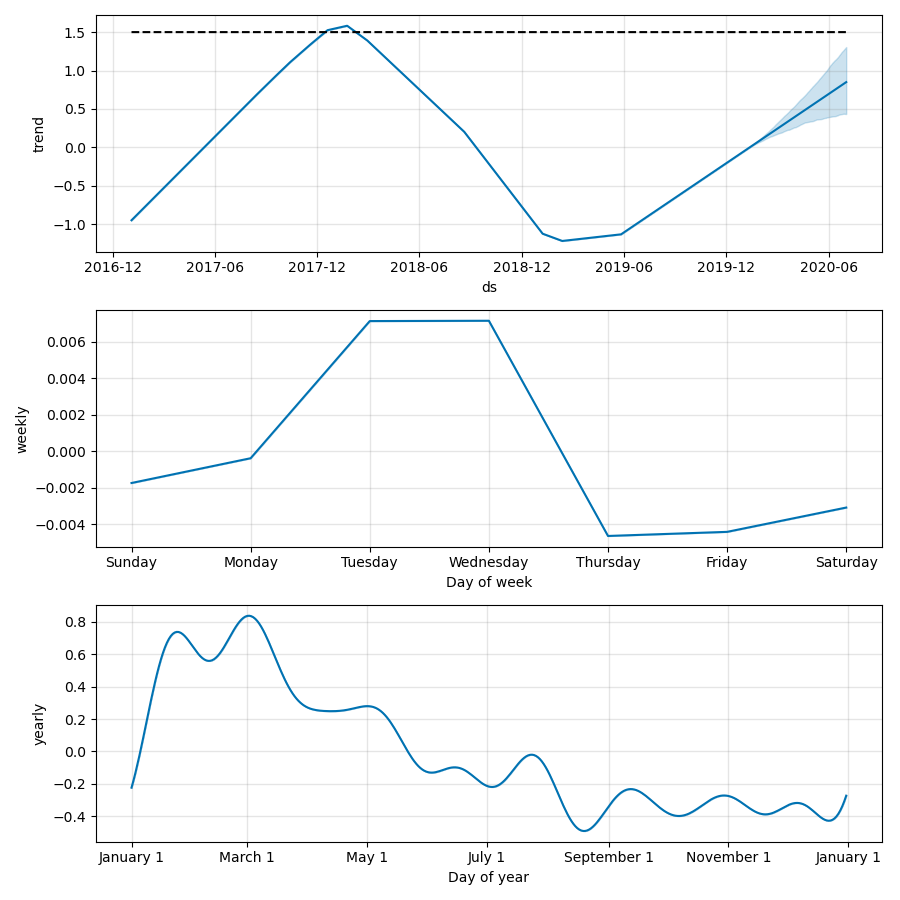 1.5
1.0
0.5
0.0
−0.5
−1.0
trend
2016-12 2017-06 2017-12 2018-06 2018-12 2019-06 2019-12 2020-06
ds
0.006
0.004
0.002
0.000
−0.002
−0.004
weekly
Sunday Monday Tuesday Wednesday Thursday Friday Saturday
Day of week
0.8
0.6
0.4
0.2
0.0
−0.2
−0.4
yearly
January 1 March 1 May 1 July 1 September 1 November 1 January 1
Day of year